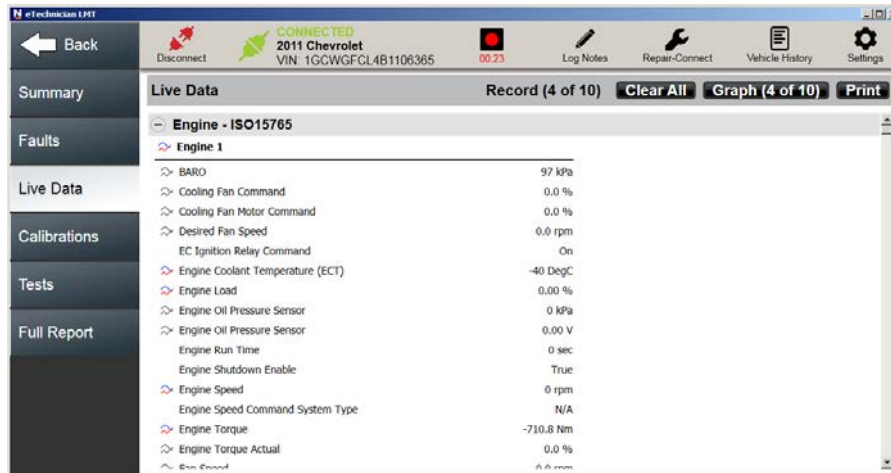 eTechnician LMT
Back
Disconnect
CONNECTED
2011 Chevrolet
VIN: 1GCWGFCL4B1106365
00:23
Log Notes
Repair-Connect
Vehicle History
Settings
Summary
Faults
Live Data
Calibrations
Tests
Full Report
Live Data Record (4 of 10) Clear All Graph (4 of 10) Print
Engine - ISO15765
Engine 1
BARO 97 kPa
Cooling Fan Command 0.0 %
Cooling Fan Motor Command 0.0 %
Desired Fan Speed 0.0 rpm
EC Ignition Relay Command On
Engine Coolant Temperature (ECT) -40 DegC
Engine Load 0.00 %
Engine Oil Pressure Sensor 0 kPa
Engine Oil Pressure Sensor 0.00 V
Engine Run Time 0 sec
Engine Shutdown Enable True
Engine Speed 0 rpm
Engine Speed Command System Type N/A
Engine Torque -710.8 Nm
Engine Torque Actual 0.0 %
Fan Speed 0.0 rpm